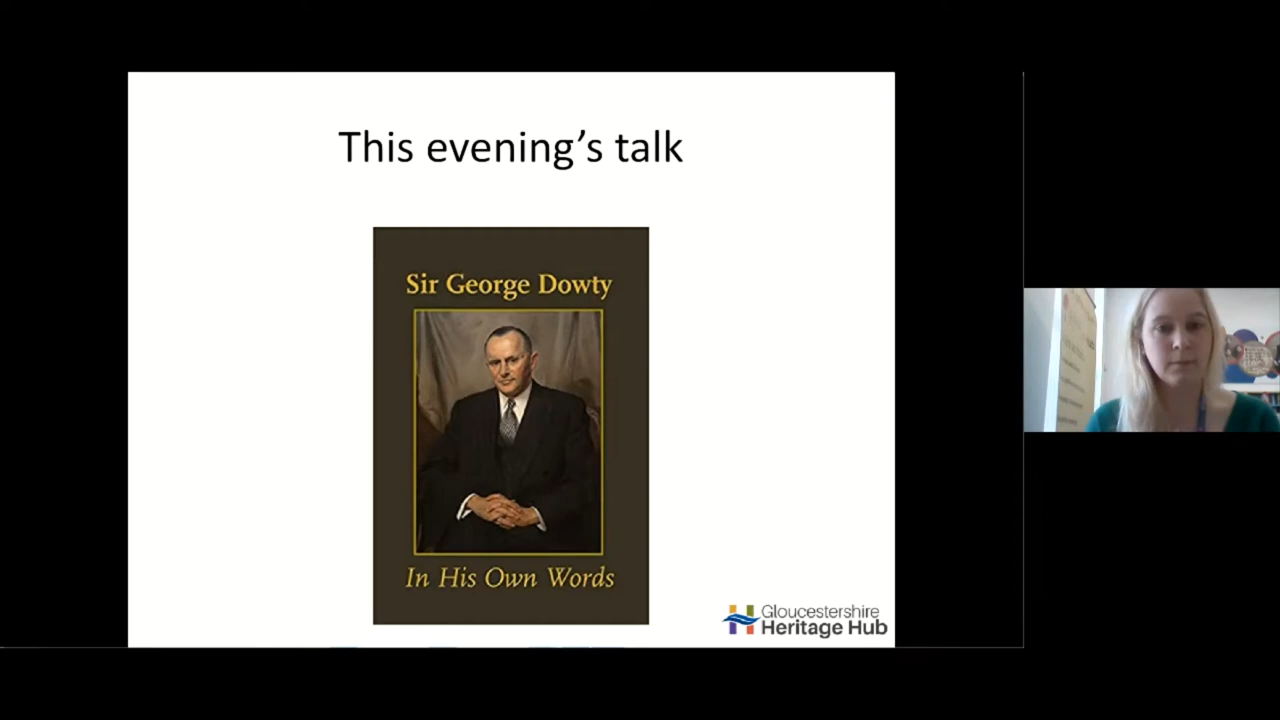 This evening's talk
Sir George Dowty
In His Own Words
Gloucestershire
Heritage Hub